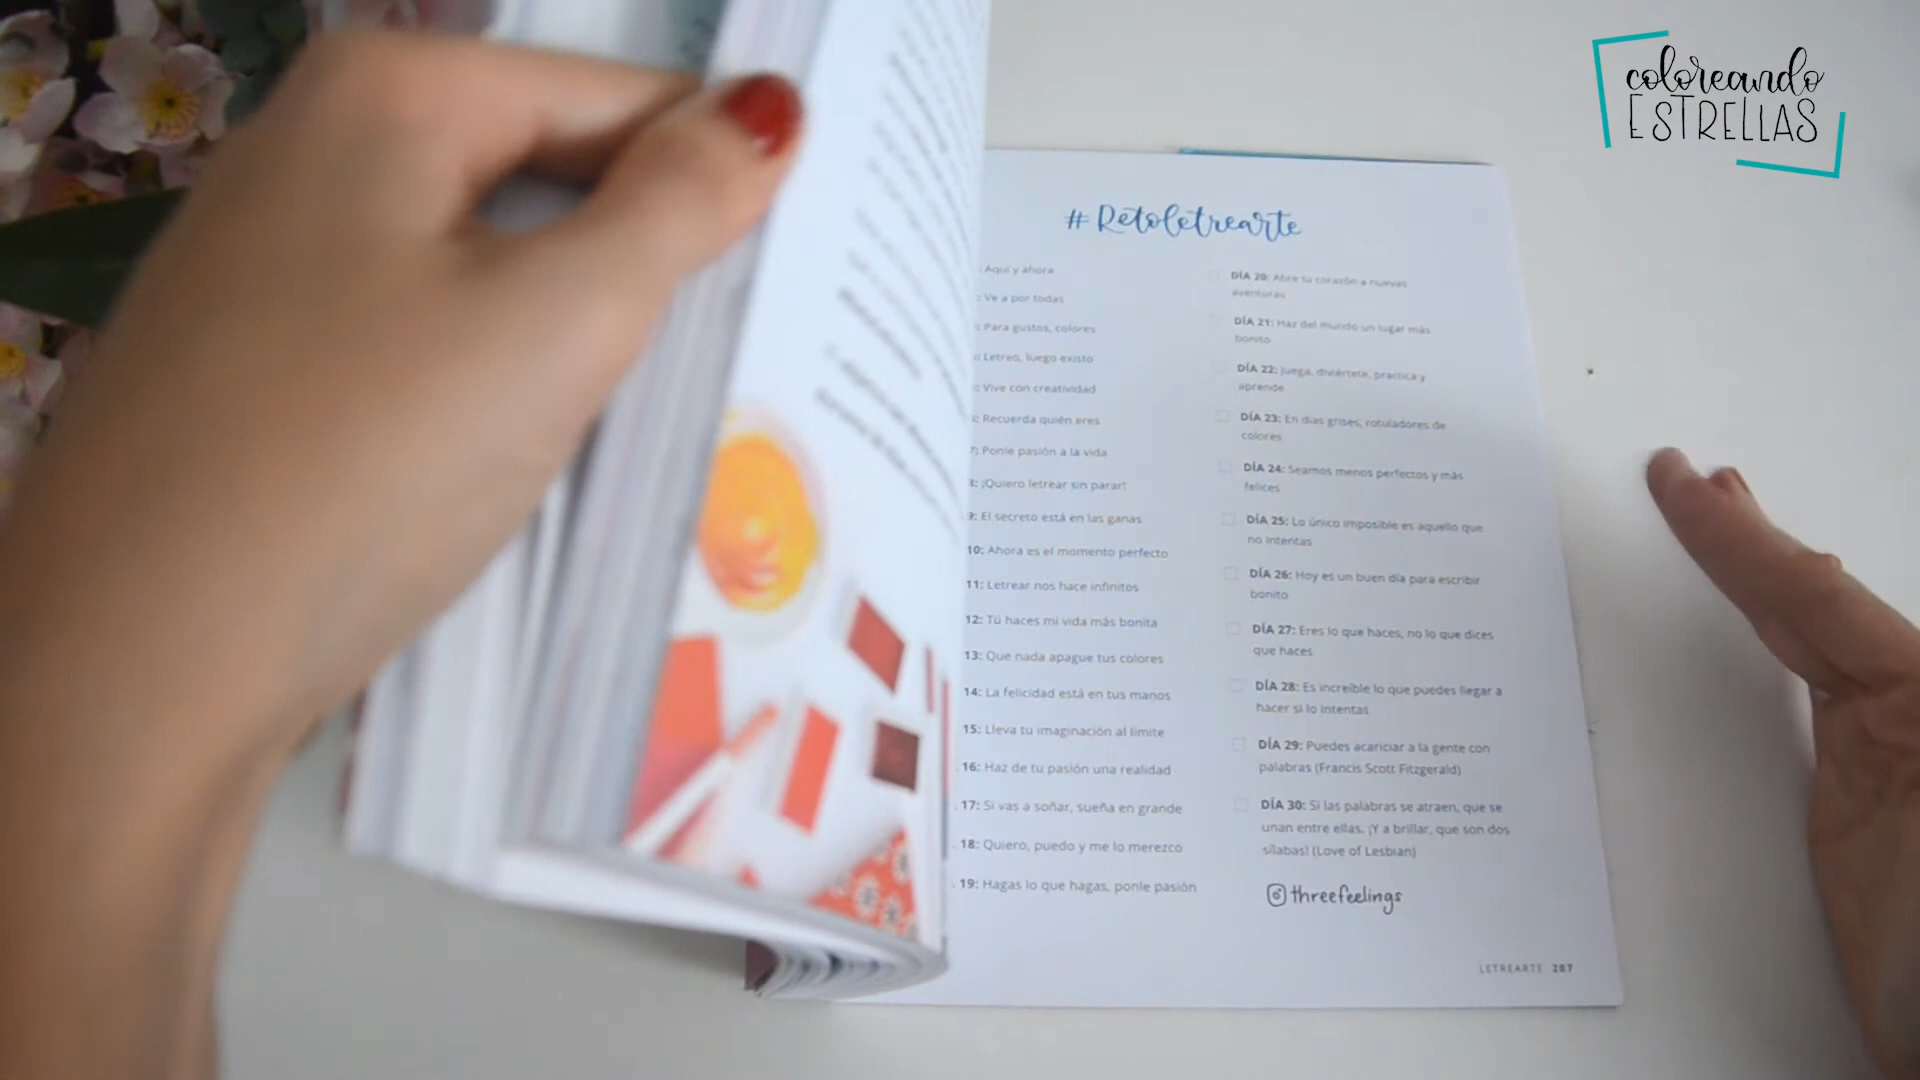 coloreando
ESTRELLAS
#Retoletrearte
: Aquí y ahora
: Ve a por todas
: Para gustos, colores
: Letreo, luego existo
: Vive con creatividad
: Recuerda quién eres
7: Ponle pasión a la vida
: ¡Quiero letrear sin parar!
9: El secreto está en las ganas
10: Ahora es el momento perfecto
11: Letrear nos hace infinitos
12: Tú haces mi vida más bonita
13: Que nada apague tus colores
14: La felicidad está en tus manos
15: Lleva tu imaginación al límite
16: Haz de tu pasión una realidad
17: Si vas a soñar, sueña en grande
18: Quiero, puedo y me lo merezco
19: Hagas lo que hagas, ponle pasión
DÍA 20: Abre tu corazón a nuevas
aventuras
DÍA 21: Haz del mundo un lugar más
bonito
DÍA 22: Juega, diviértete, practica y
aprende
DÍA 23: En días grises, rotuladores de
colores
DÍA 24: Seamos menos perfectos y más
felices
DÍA 25: Lo único imposible es aquello que
no intentas
DÍA 26: Hoy es un buen día para escribir
bonito
DÍA 27: Eres lo que haces, no lo que dices
que haces
DÍA 28: Es increíble lo que puedes llegar a
hacer si lo intentas
DÍA 29: Puedes acariciar a la gente con
palabras (Francis Scott Fitzgerald)
DÍA 30: Si las palabras se atraen, que se
unan entre ellas. ¡Y a brillar, que son dos
sílabas! (Love of Lesbian)
threefeelings
LETREARTE 207